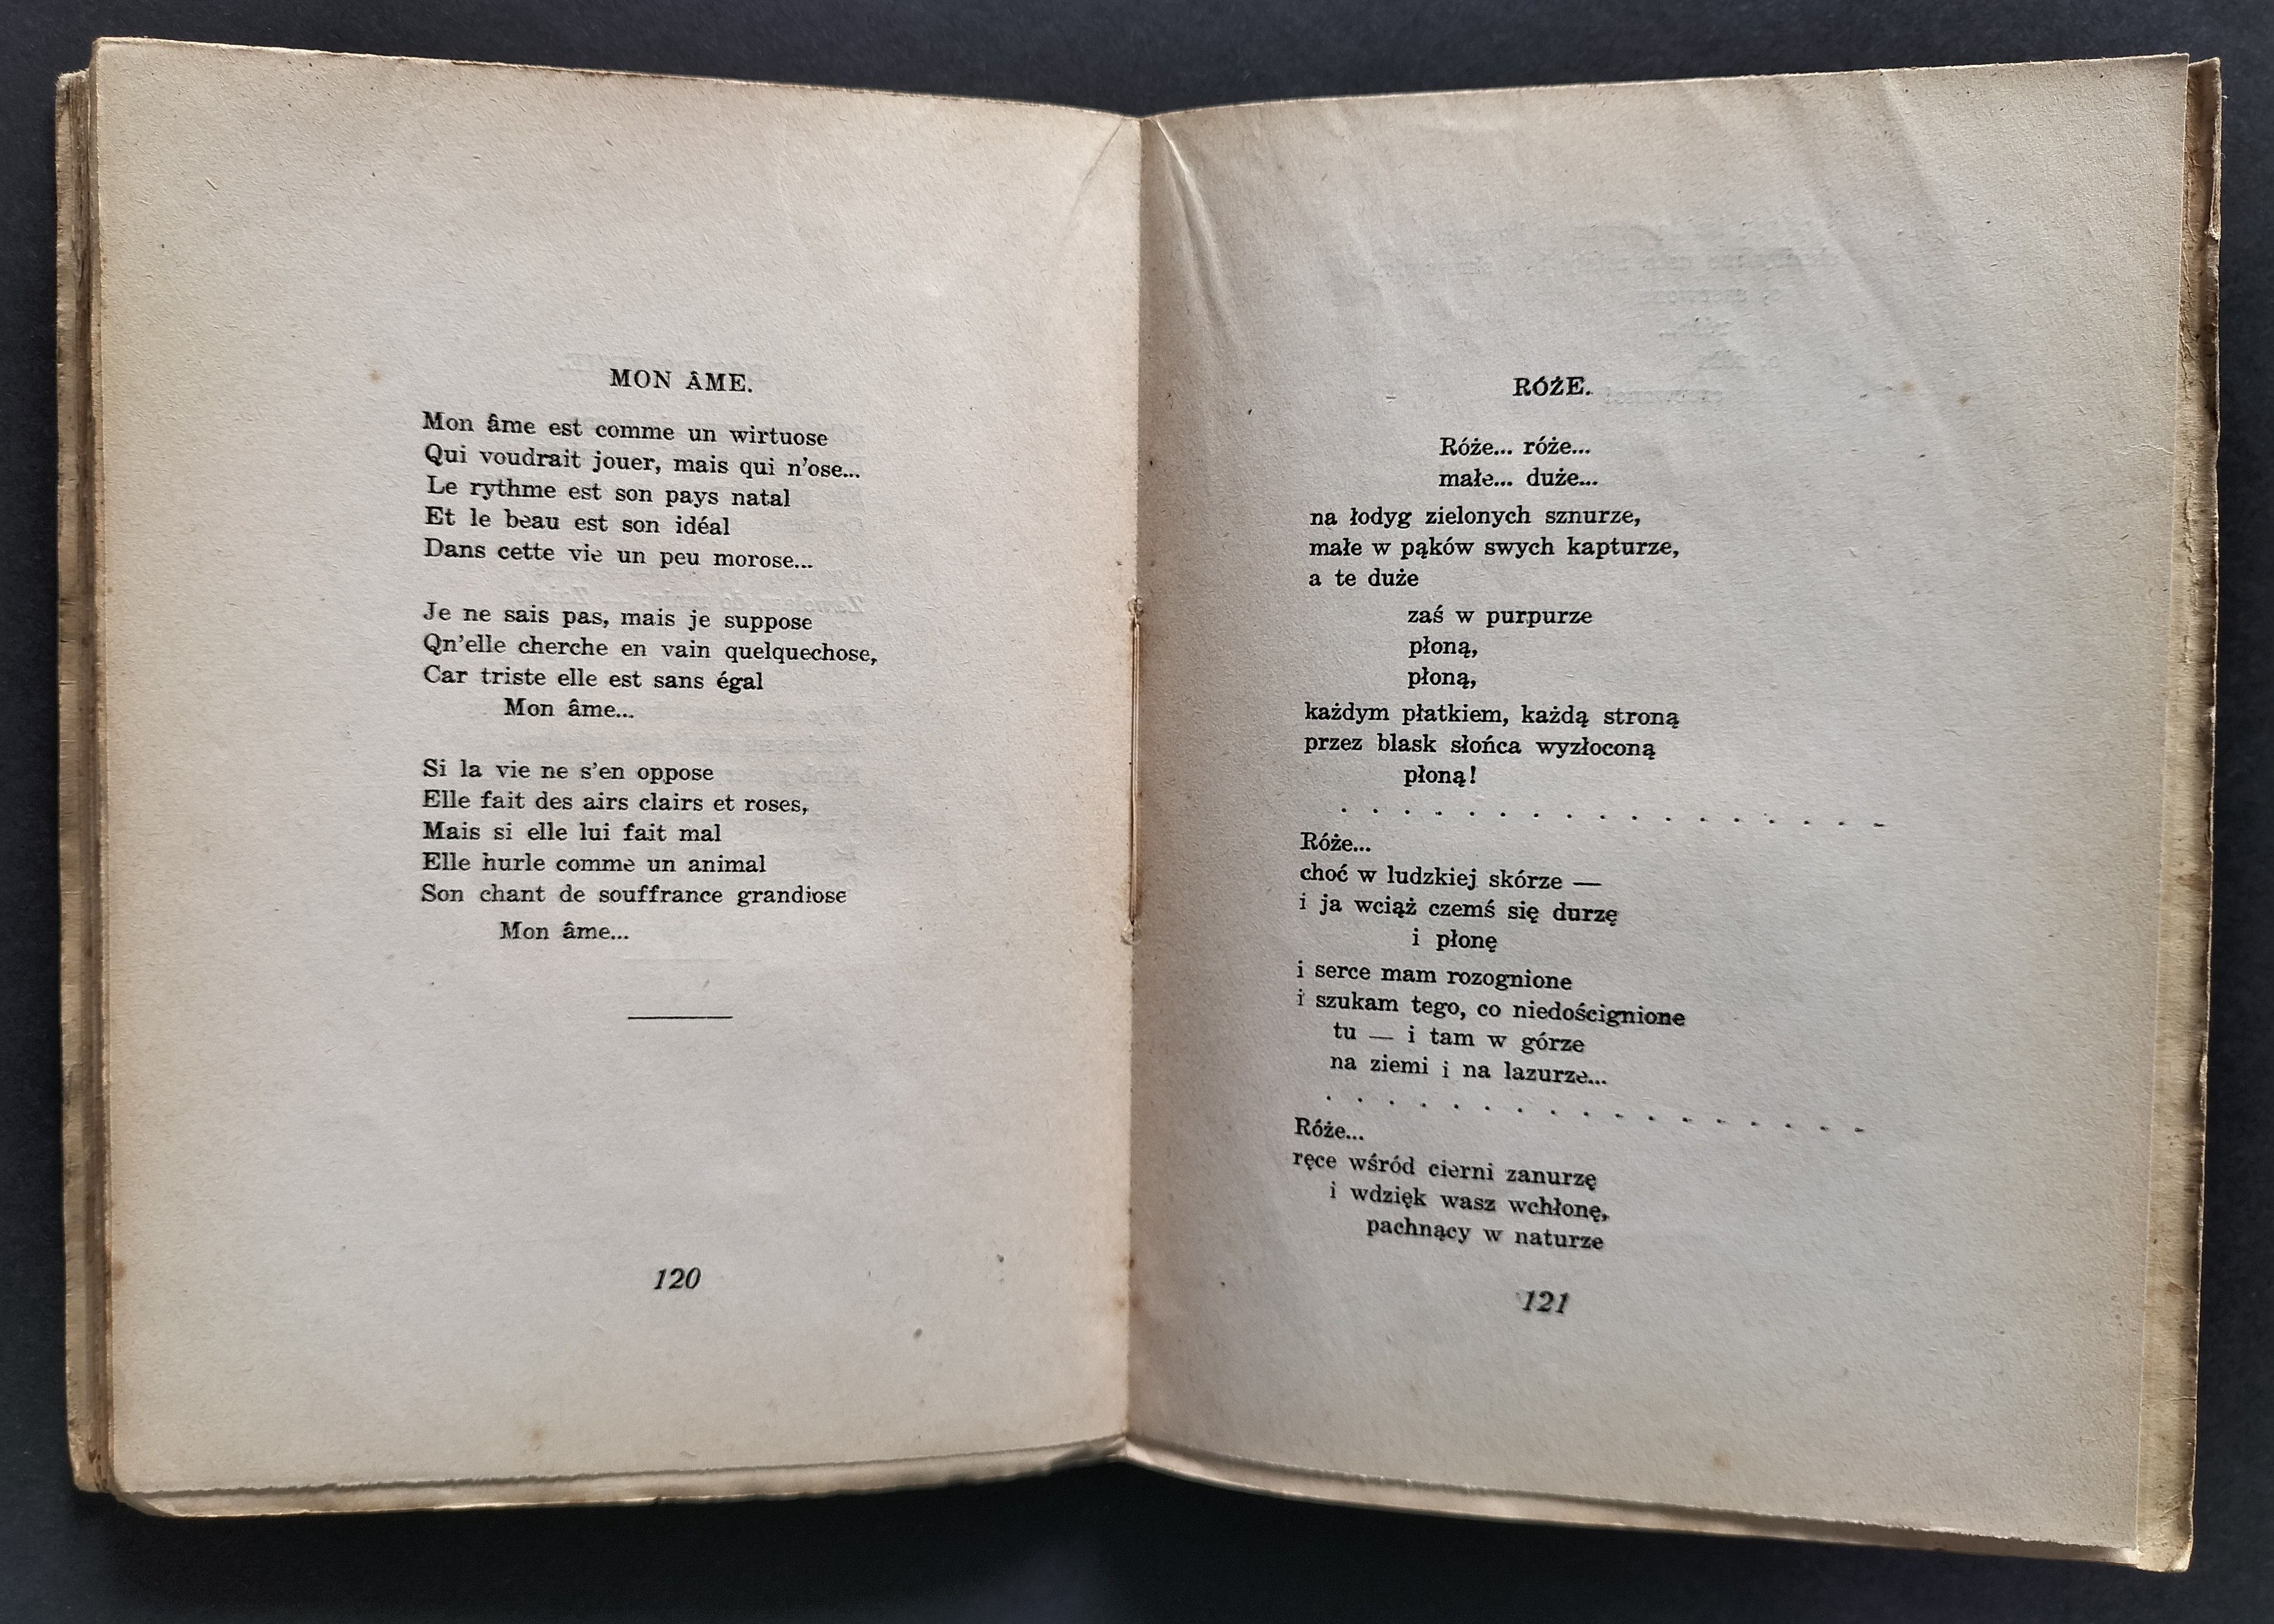 MON ÂME.
Mon âme est comme un wirtuose
Qui voudrait jouer, mais qui n'ose...
Le rythme est son pays natal
Et le beau est son idéal
Dans cette vie un peu morose...
Je ne sais pas, mais je suppose
Qn'elle cherche en vain quelquechose,
Car triste elle est sans égal
Mon âme...
Si la vie ne s'en oppose
Elle fait des airs clairs et roses,
Mais si elle lui fait mal
Elle hurle comme un animal
Son chant de souffrance grandiose
Mon âme...
120
RÓŻE.
Róże... róże...
małe... duże...
na łodyg zielonych sznurze,
małe w pąków swych kapturze,
a te duże
zaś w purpurze
płoną,
płoną,
każdym płatkiem, każdą stroną
przez blask słońca wyzłoconą
płoną!
. . . . . . . . . . . . . . . . . .
Róże...
choć w ludzkiej skórze —
i ja wciąż czemś się durzę
i płonę
i serce mam rozognione
i szukam tego, co niedoścignione
tu — i tam w górze
na ziemi i na lazurze...
. . . . . . . . . . . . . . . . . .
Róże...
ręce wśród cierni zanurzę
i wdzięk wasz wchłonę,
pachnący w naturze
121